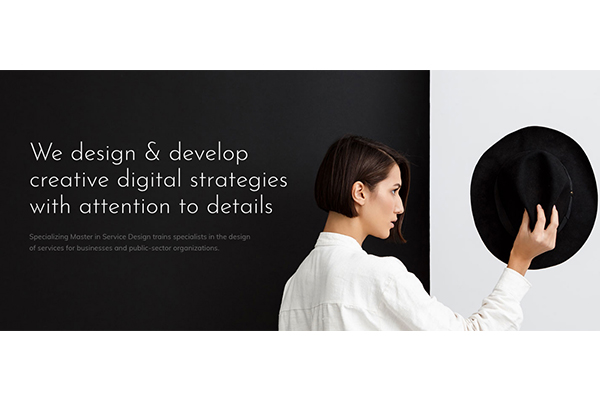 We design & develop
creative digital strategies
with attention to details
Specializing Master in Service Design trains specialists in the design
of services for businesses and public-sector organizations.